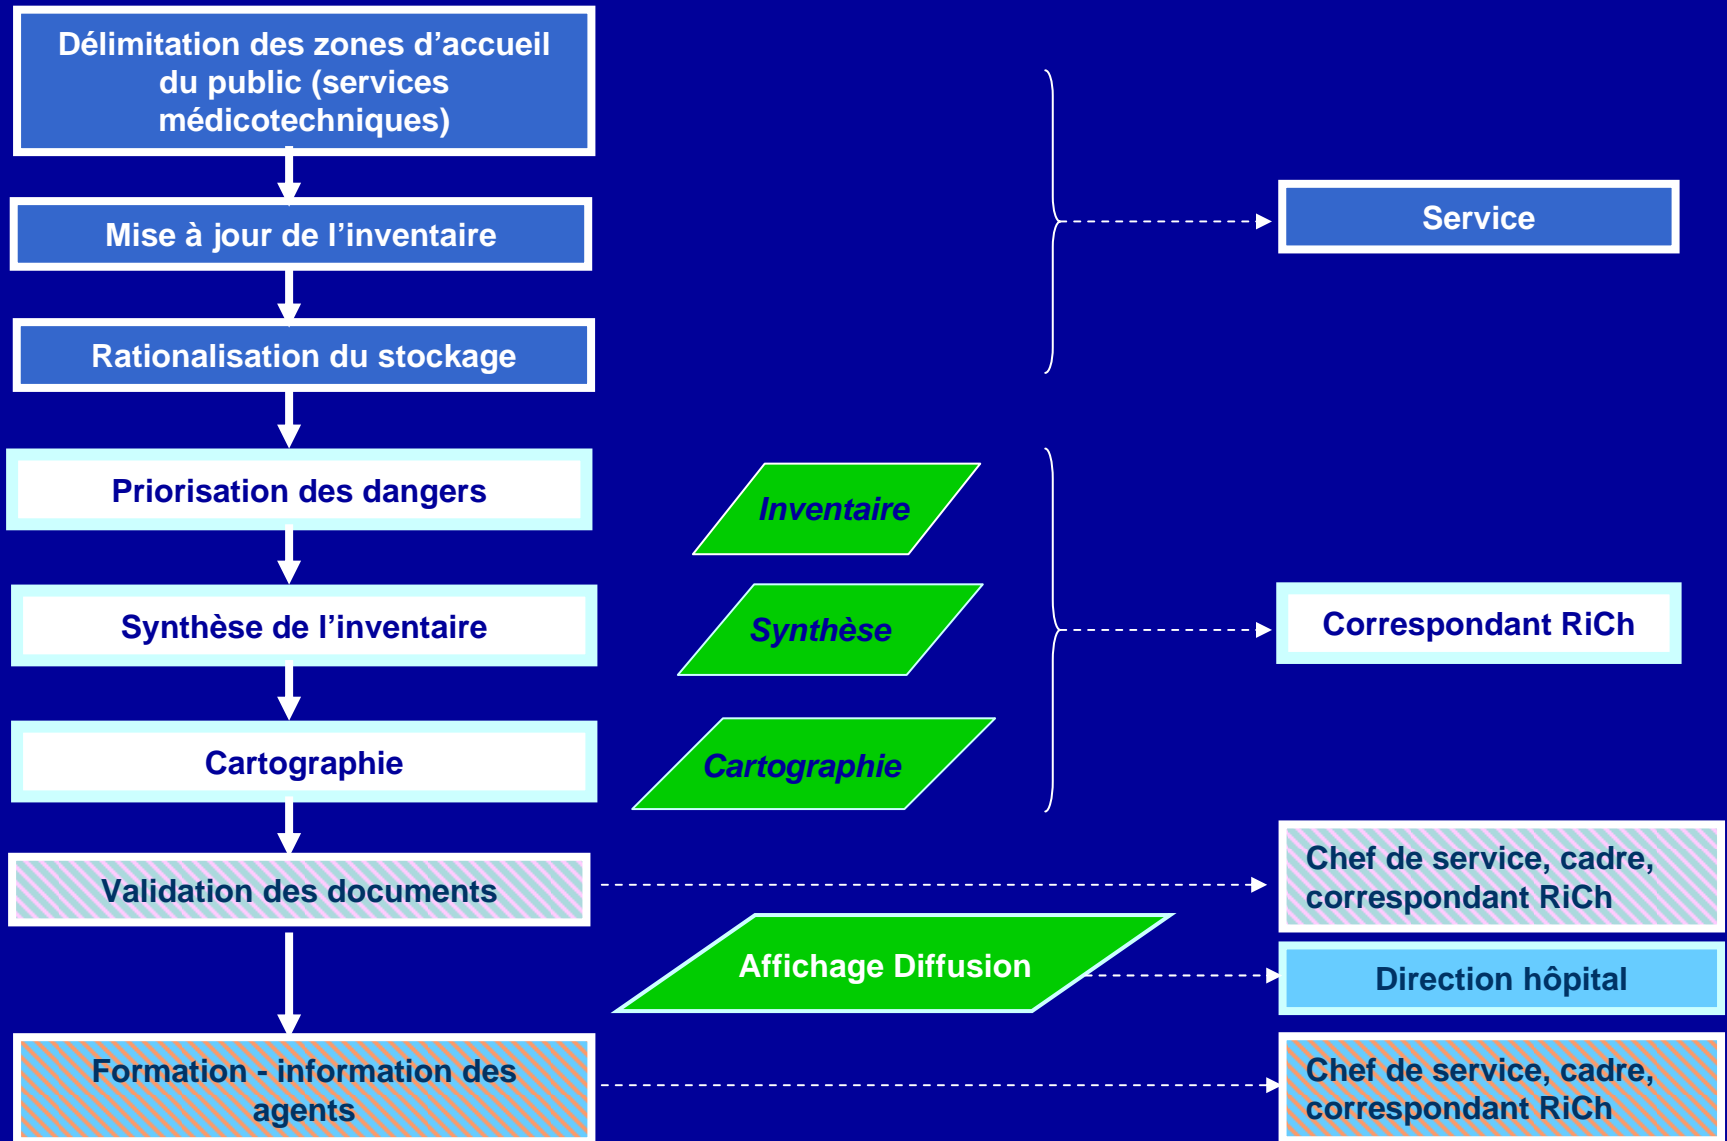 Délimitation des zones d’accueil
du public (services
médicotechniques)
Mise à jour de l’inventaire
Service
Rationalisation du stockage
Priorisation des dangers
Inventaire
Synthèse de l’inventaire
Synthèse
Correspondant RiCh
Cartographie
Cartographie
Validation des documents
Chef de service, cadre,
correspondant RiCh
Affichage Diffusion
Direction hôpital
Formation - information des
agents
Chef de service, cadre,
correspondant RiCh